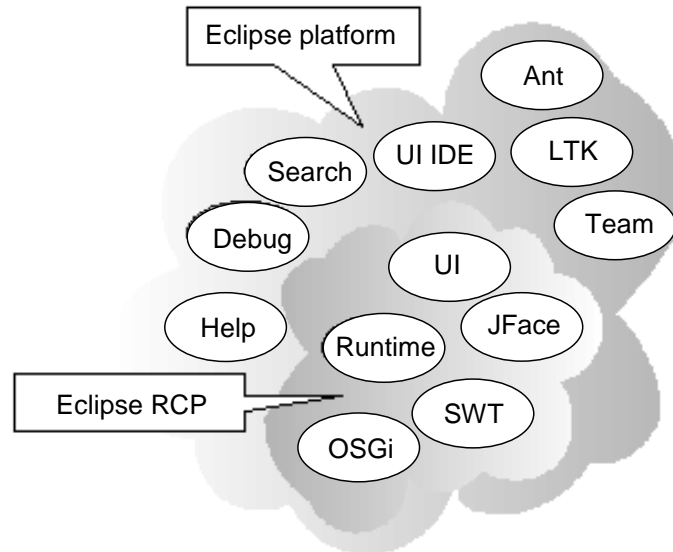 Eclipse platform
Ant
Search
UI IDE
LTK
Debug
Team
UI
Help
Runtime
JFace
Eclipse RCP
SWT
OSGi